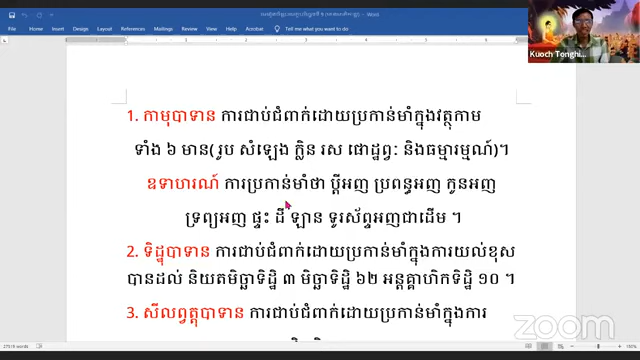 File Home Insert Design Layout References Mailings Review View Help Acrobat Tell me what you want to do
Kuoch Tonghi...
1. កាមុបាទាន ការជាប់ជំពាក់ដោយប្រកាន់មាំក្នុងវត្ថុកាម
ទាំង ៦ មាន(រូប សំឡេង ក្លិន រស ផោដ្ឋព្វៈ និងធម្មារម្មណ៍)។
ឧទាហរណ៍ ការប្រកាន់មាំថា ប្តីអញ ប្រពន្ធអញ កូនអញ
ទ្រព្យអញ ផ្ទះ ដី ឡាន ទូរស័ព្ទអញជាដើម ។
2. ទិដ្ឋុបាទាន ការជាប់ជំពាក់ដោយប្រកាន់មាំក្នុងការយល់ខុស
បានដល់ និយតមិច្ឆាទិដ្ឋិ ៣ មិច្ឆាទិដ្ឋិ ៦២ អន្តគ្គាហិកទិដ្ឋិ ១០ ។
3. សីលព្វត្តុបាទាន ការជាប់ជំពាក់ដោយប្រកាន់មាំក្នុងការ
zoom